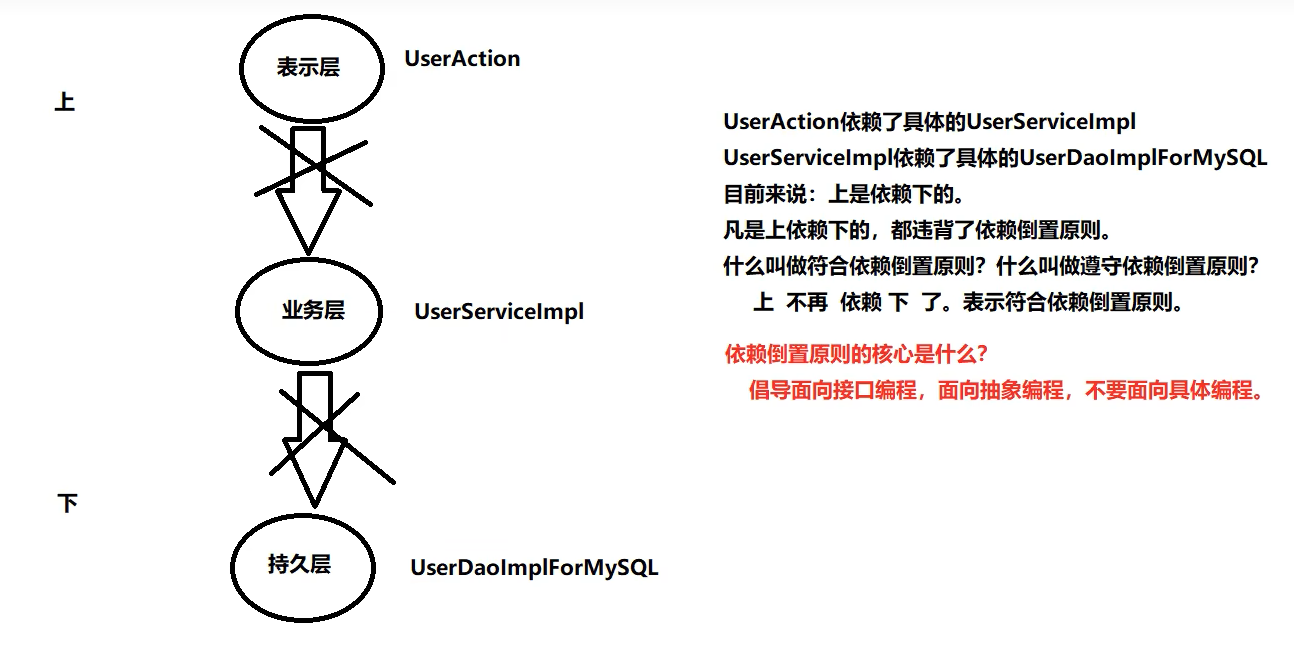 表示层
UserAction
上
UserAction依赖了具体的UserServiceImpl
UserServiceImpl依赖了具体的UserDaoImplForMySQL
目前来说：上是依赖下的。
凡是上依赖下的，都违背了依赖倒置原则。
什么叫做符合依赖倒置原则？什么叫做遵守依赖倒置原则？
上 不再 依赖 下 了。表示符合依赖倒置原则。
业务层
UserServiceImpl
依赖倒置原则的核心是什么？
倡导面向接口编程，面向抽象编程，不要面向具体编程。
下
持久层
UserDaoImplForMySQL